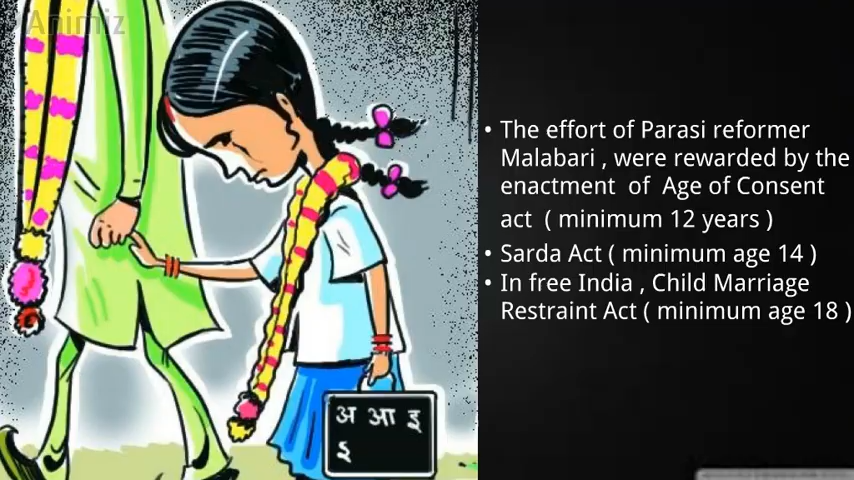 Animiz
• The effort of Parasi reformer
Malabari , were rewarded by the
enactment of Age of Consent
act ( minimum 12 years )
• Sarda Act ( minimum age 14 )
• In free India , Child Marriage
Restraint Act ( minimum age 18 )
अ आ इ
ई